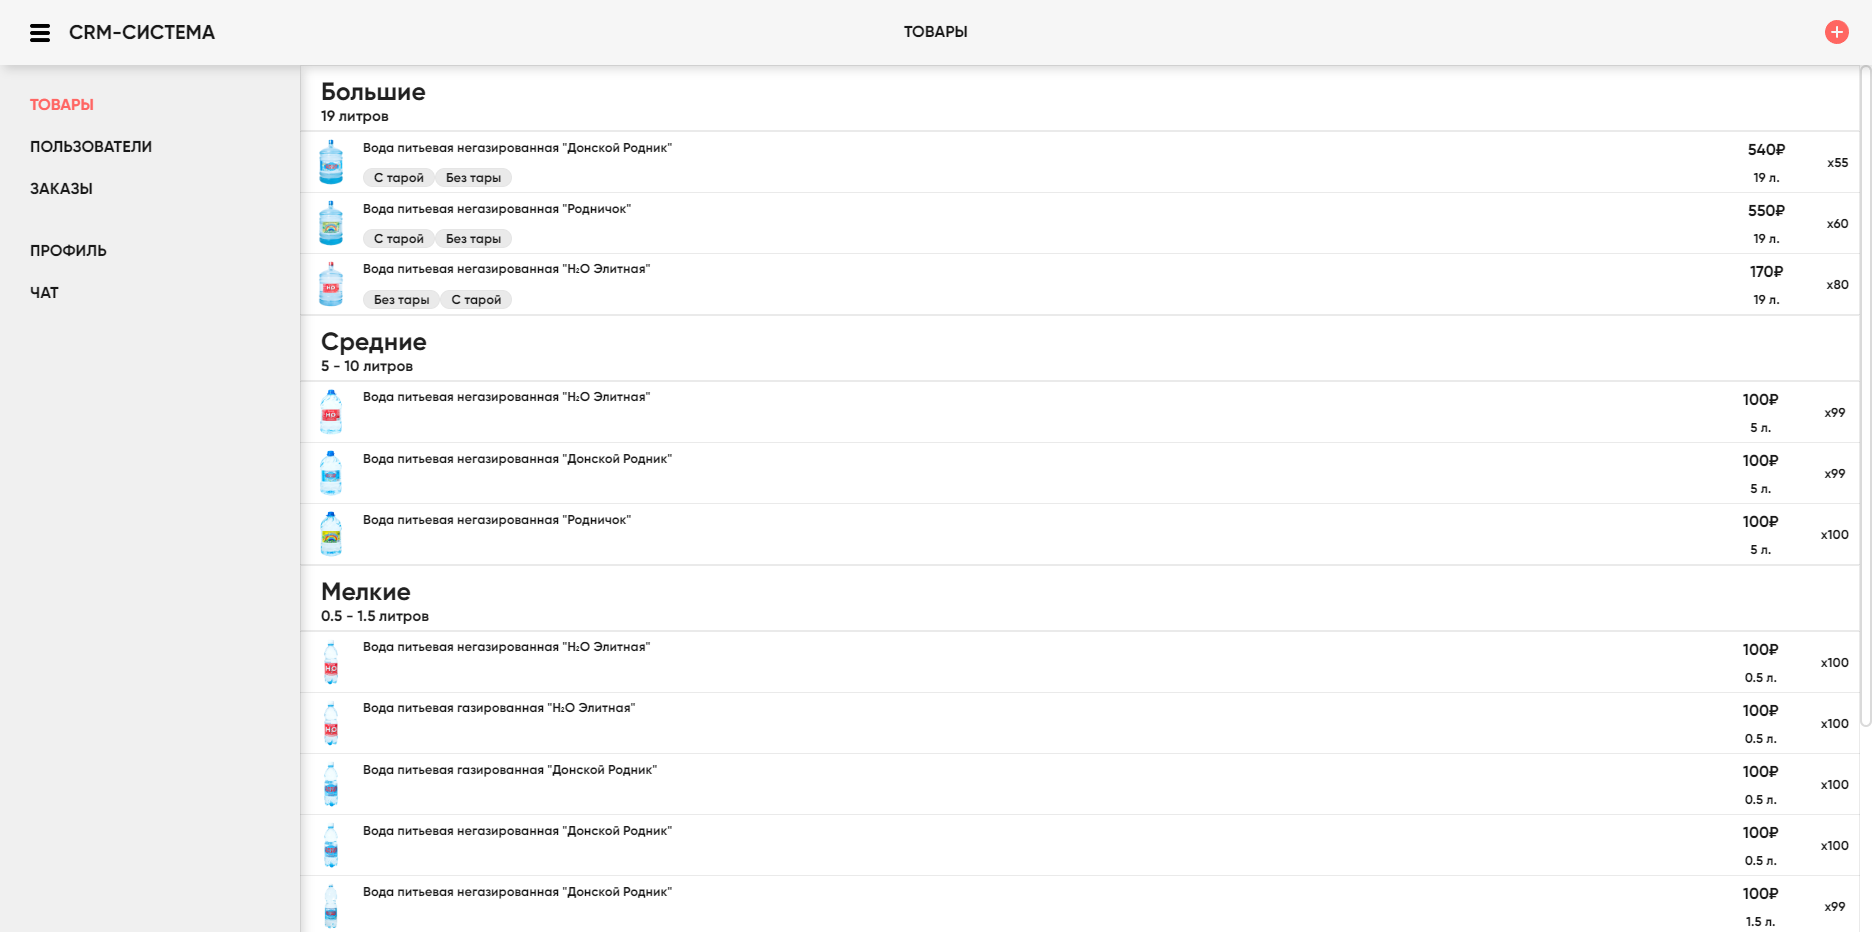 CRM-СИСТЕМА
ТОВАРЫ
ТОВАРЫ
ПОЛЬЗОВАТЕЛИ
ЗАКАЗЫ
ПРОФИЛЬ
ЧАТ
Большие
19 литров
Вода питьевая негазированная "Донской Родник"
С тарой Без тары
540₽
19 л.
x55
Вода питьевая негазированная "Родничок"
С тарой Без тары
550₽
19 л.
x60
Вода питьевая негазированная "H₂O Элитная"
Без тары С тарой
170₽
19 л.
x80
Средние
5 - 10 литров
Вода питьевая негазированная "H₂O Элитная"
100₽
5 л.
x99
Вода питьевая негазированная "Донской Родник"
100₽
5 л.
x99
Вода питьевая негазированная "Родничок"
100₽
5 л.
x100
Мелкие
0.5 - 1.5 литров
Вода питьевая негазированная "H₂O Элитная"
100₽
0.5 л.
x100
Вода питьевая газированная "H₂O Элитная"
100₽
0.5 л.
x100
Вода питьевая газированная "Донской Родник"
100₽
0.5 л.
x100
Вода питьевая негазированная "Донской Родник"
100₽
0.5 л.
x100
Вода питьевая негазированная "Донской Родник"
100₽
1.5 л.
x99